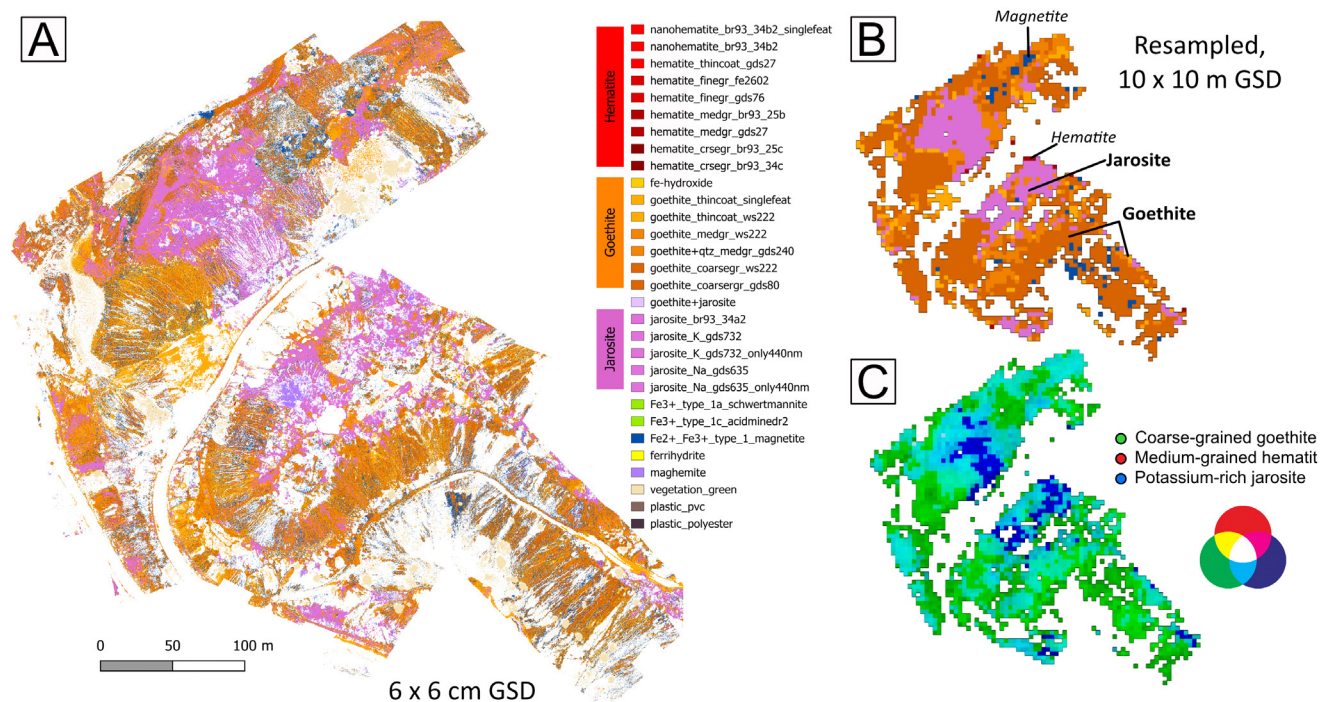 A
Hematite
nanohematite_br93_34b2_singlefeat
nanohematite_br93_34b2
hematite_thincoat_gds27
hematite_finegr_fe2602
hematite_finegr_gds76
hematite_medgr_br93_25b
hematite_medgr_gds27
hematite_crsegr_br93_25c
hematite_crsegr_br93_34c
Goethite
fe-hydroxide
goethite_thincoat_singlefeat
goethite_thincoat_ws222
goethite_medgr_ws222
goethite+qtz_medgr_gds240
goethite_coarsegr_ws222
goethite_coarsergr_gds80
goethite+jarosite
Jarosite
jarosite_br93_34a2
jarosite_K_gds732
jarosite_K_gds732_only440nm
jarosite_Na_gds635
jarosite_Na_gds635_only440nm
Fe3+_type_1a_schwertmannite
Fe3+_type_1c_acidminedr2
Fe2+_Fe3+_type_1_magnetite
ferrihydrite
maghemite
vegetation_green
plastic_pvc
plastic_polyester
0 50 100 m
6 x 6 cm GSD
B
Magnetite
Resampled,
10 x 10 m GSD
Hematite
Jarosite
Goethite
C
Coarse-grained goethite
Medium-grained hematit
Potassium-rich jarosite